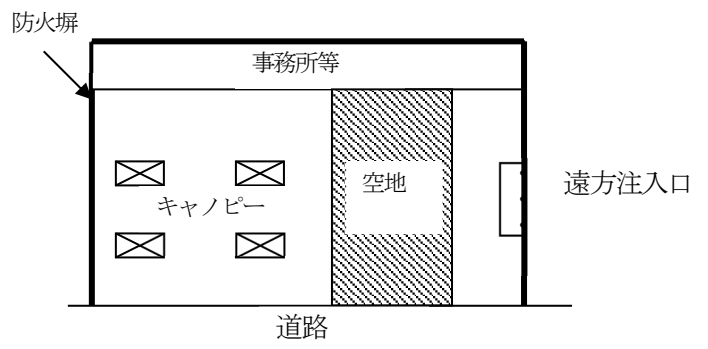 防火塀
事務所等
空地
遠方注入口
キャノピー
道路